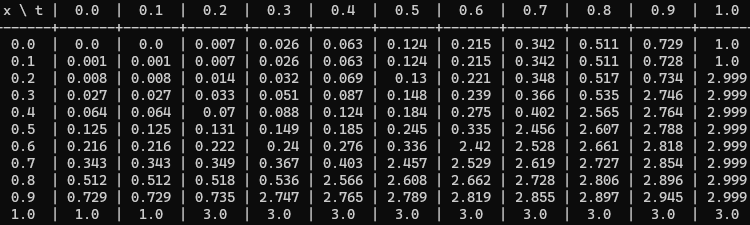 x \ t | 0.0 | 0.1 | 0.2 | 0.3 | 0.4 | 0.5 | 0.6 | 0.7 | 0.8 | 0.9 | 1.0
0.0 | 0.0 | 0.0 | 0.007 | 0.026 | 0.063 | 0.124 | 0.215 | 0.342 | 0.511 | 0.729 | 1.0
0.1 | 0.001 | 0.001 | 0.007 | 0.026 | 0.063 | 0.124 | 0.215 | 0.342 | 0.511 | 0.728 | 1.0
0.2 | 0.008 | 0.008 | 0.014 | 0.032 | 0.069 | 0.13 | 0.221 | 0.348 | 0.517 | 0.734 | 2.999
0.3 | 0.027 | 0.027 | 0.033 | 0.051 | 0.087 | 0.148 | 0.239 | 0.366 | 0.535 | 2.746 | 2.999
0.4 | 0.064 | 0.064 | 0.07 | 0.088 | 0.124 | 0.184 | 0.275 | 0.402 | 2.565 | 2.764 | 2.999
0.5 | 0.125 | 0.125 | 0.131 | 0.149 | 0.185 | 0.245 | 0.335 | 2.456 | 2.607 | 2.788 | 2.999
0.6 | 0.216 | 0.216 | 0.222 | 0.24 | 0.276 | 0.336 | 2.42 | 2.528 | 2.661 | 2.818 | 2.999
0.7 | 0.343 | 0.343 | 0.349 | 0.367 | 0.403 | 2.457 | 2.529 | 2.619 | 2.727 | 2.854 | 2.999
0.8 | 0.512 | 0.512 | 0.518 | 0.536 | 2.566 | 2.608 | 2.662 | 2.728 | 2.806 | 2.896 | 2.999
0.9 | 0.729 | 0.729 | 0.735 | 2.747 | 2.765 | 2.789 | 2.819 | 2.855 | 2.897 | 2.945 | 2.999
1.0 | 1.0 | 1.0 | 3.0 | 3.0 | 3.0 | 3.0 | 3.0 | 3.0 | 3.0 | 3.0 | 3.0